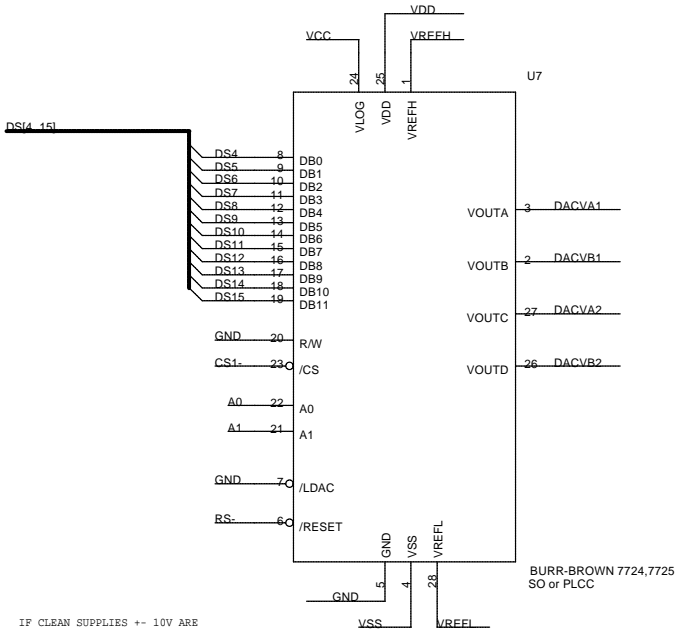 VDD
VCC VREFH
24 25 1 U7
VLOG VDD VREFH
DS[4..15]
DS4 8 DB0
DS5 9 DB1
DS6 10 DB2
DS7 11 DB3
DS8 12 DB4
DS9 13 DB5
DS10 14 DB6
DS11 15 DB7
DS12 16 DB8
DS13 17 DB9
DS14 18 DB10
DS15 19 DB11
VOUTA 3 DACVA1
VOUTB 2 DACVB1
VOUTC 27 DACVA2
VOUTD 26 DACVB2
GND 20 R/W
CS1- 23 /CS
A0 22 A0
A1 21 A1
GND 7 /LDAC
RS- 6 /RESET
GND VSS VREFL
5 4 28
BURR-BROWN 7724,7725
SO or PLCC
GND
VSS VREFL
IF CLEAN SUPPLIES +- 10V ARE